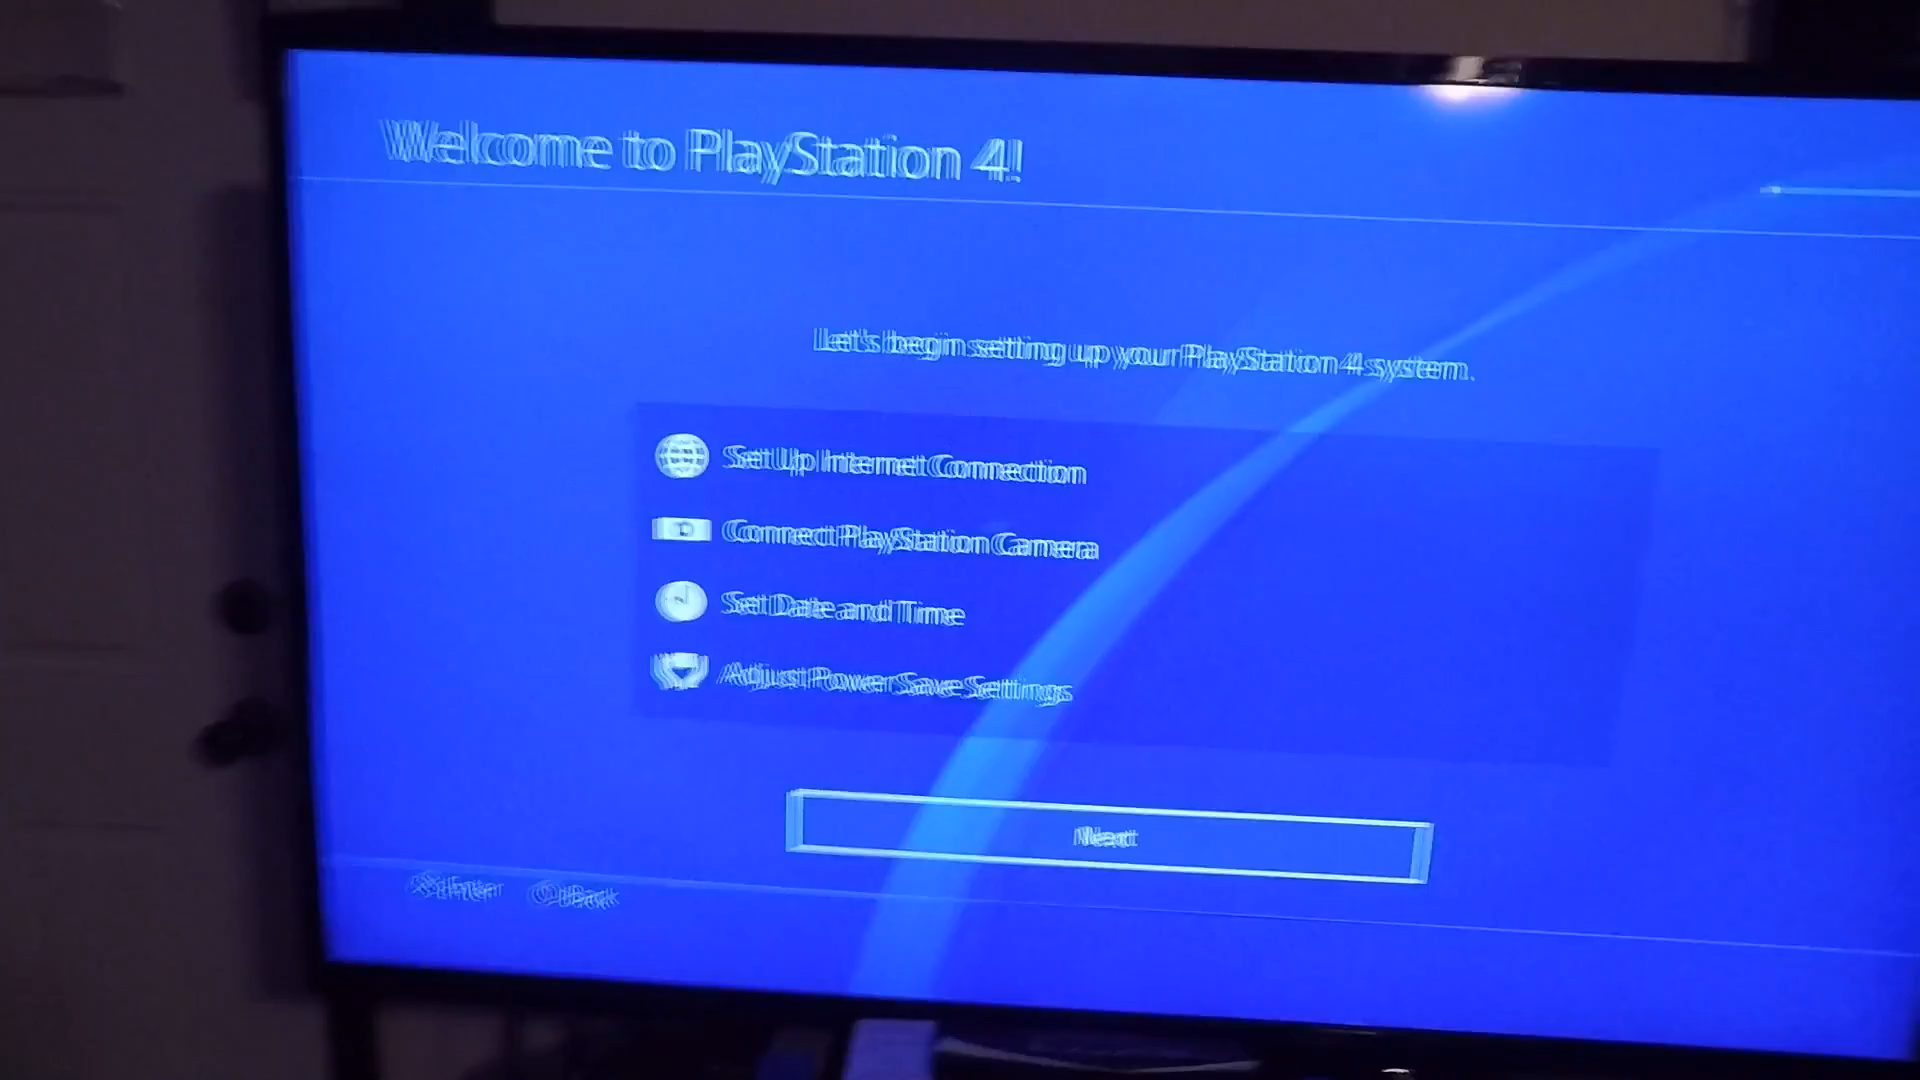 Welcome to PlayStation 4!
Let's begin setting up your PlayStation 4 system.
Set Up Internet Connection
Connect PlayStation Camera
Set Date and Time
Adjust Power Save Settings
Next
Enter Back